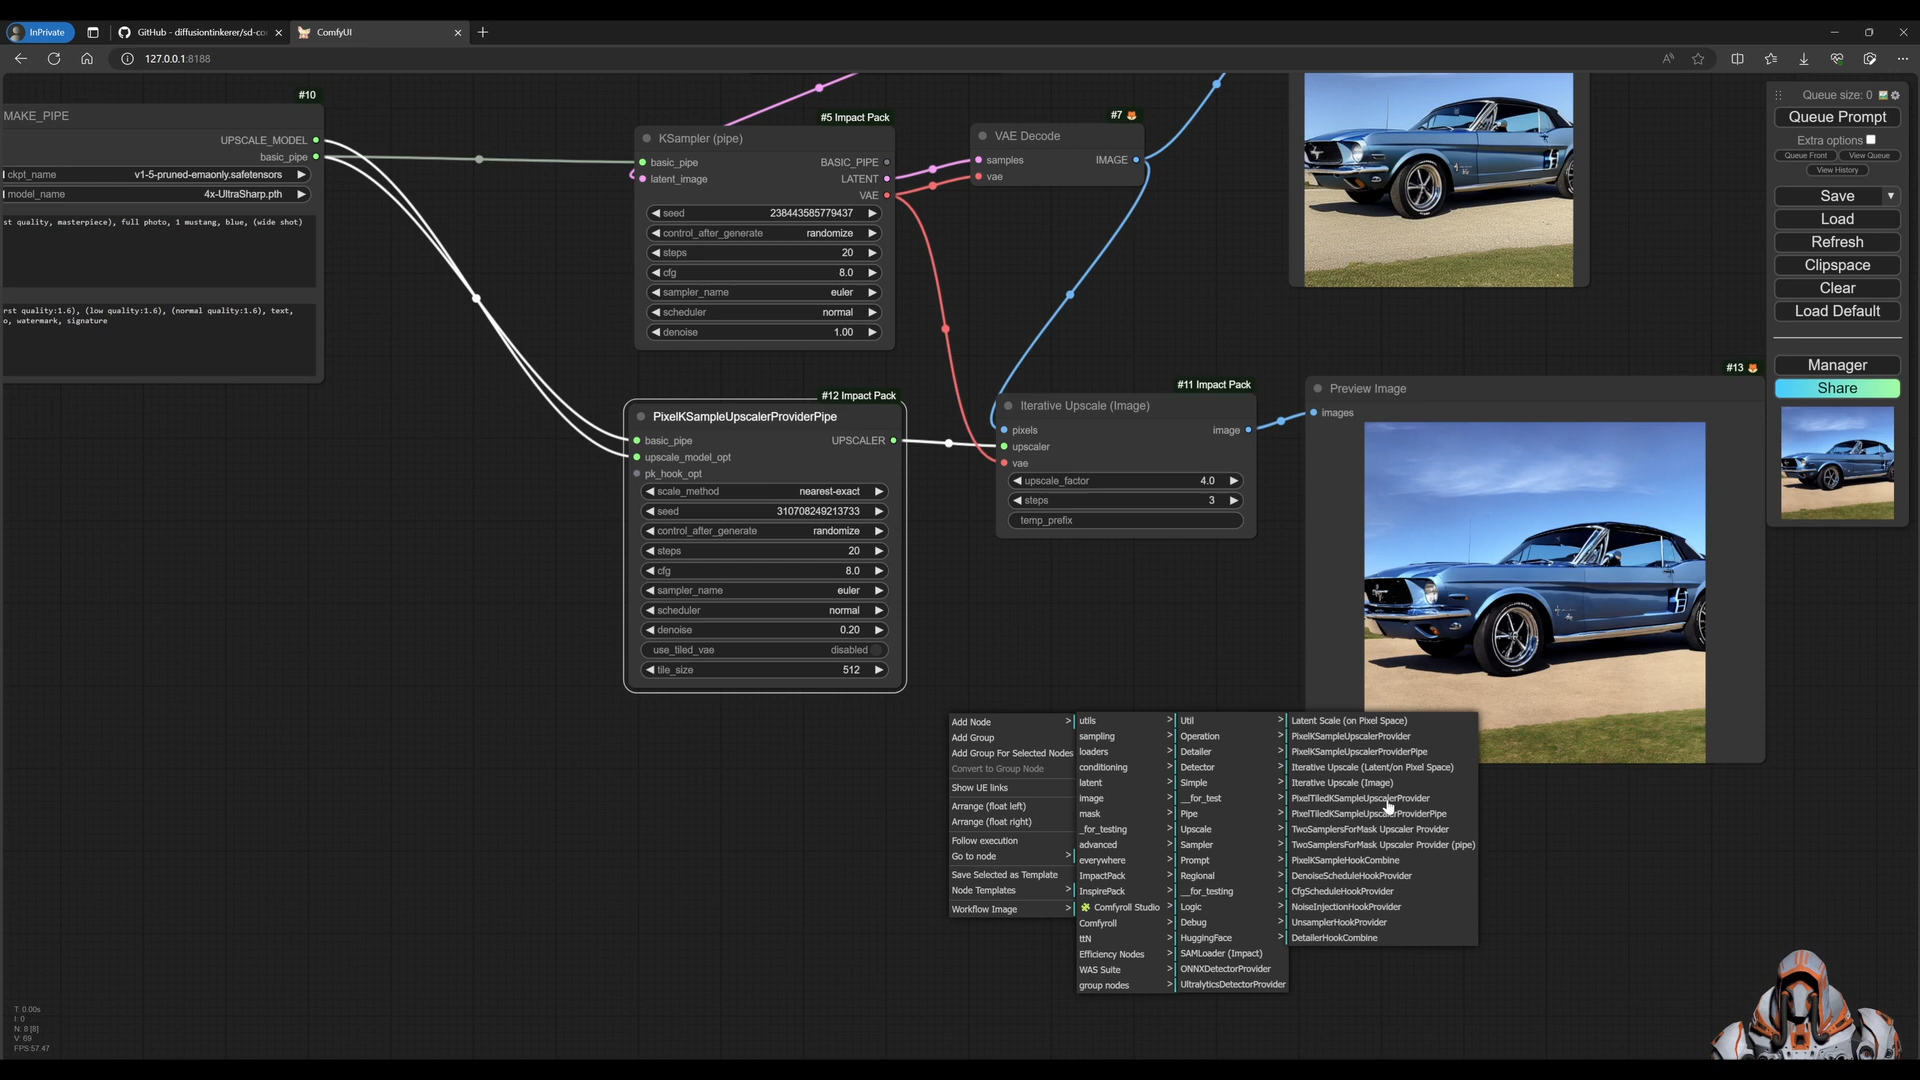 InPrivate
GitHub - diffusiontinkerer/sd-co
ComfyUI
127.0.0.1:8188
#10
MAKE_PIPE
UPSCALE_MODEL
basic_pipe
ckpt_name v1-5-pruned-emaonly.safetensors
model_name 4x-UltraSharp.pth
st quality, masterpiece), full photo, 1 mustang, blue, (wide shot)
rst quality:1.6), (low quality:1.6), (normal quality:1.6), text,
o, watermark, signature
#5 Impact Pack
KSampler (pipe)
basic_pipe BASIC_PIPE
latent_image LATENT
VAE
seed 238443585779437
control_after_generate randomize
steps 20
cfg 8.0
sampler_name euler
scheduler normal
denoise 1.00
#7
VAE Decode
samples IMAGE
vae
#12 Impact Pack
PixelKSampleUpscalerProviderPipe
basic_pipe UPSCALER
upscale_model_opt
pk_hook_opt
scale_method nearest-exact
seed 310708249213733
control_after_generate randomize
steps 20
cfg 8.0
sampler_name euler
scheduler normal
denoise 0.20
use_tiled_vae disabled
tile_size 512
#11 Impact Pack
Iterative Upscale (Image)
pixels image
upscaler
vae
upscale_factor 4.0
steps 3
temp_prefix
#13
Preview Image
images
Queue size: 0
Queue Prompt
Extra options
Queue Front View Queue
View History
Save
Load
Refresh
Clipspace
Clear
Load Default
Manager
Share
Add Node >
Add Group
Add Group For Selected Nodes
Convert to Group Node
Show UE links
Arrange (float left)
Arrange (float right)
Follow execution
Go to node >
Save Selected as Template
Node Templates >
Workflow Image >
utils >
sampling >
loaders >
conditioning >
latent >
image >
mask >
_for_testing >
advanced >
everywhere >
ImpactPack >
InspirePack >
Comfyroll Studio >
Comfyroll >
ttN >
Efficiency Nodes >
WAS Suite >
group nodes >
Util >
Operation >
Detailer >
Detector >
Simple >
__for_test >
Pipe >
Upscale >
Sampler >
Prompt >
Regional >
__for_testing >
Logic >
Debug >
HuggingFace >
SAMLoader (Impact)
ONNXDetectorProvider
UltralyticsDetectorProvider
Latent Scale (on Pixel Space)
PixelKSampleUpscalerProvider
PixelKSampleUpscalerProviderPipe
Iterative Upscale (Latent/on Pixel Space)
Iterative Upscale (Image)
PixelTiledKSampleUpscalerProvider
PixelTiledKSampleUpscalerProviderPipe
TwoSamplersForMask Upscaler Provider
TwoSamplersForMask Upscaler Provider (pipe)
PixelKSampleHookCombine
DenoiseScheduleHookProvider
CfgScheduleHookProvider
NoiseInjectionHookProvider
UnsamplerHookProvider
DetailerHookCombine
T: 0.00s
I: 0
N: 8 [8]
V: 69
FPS:57.47